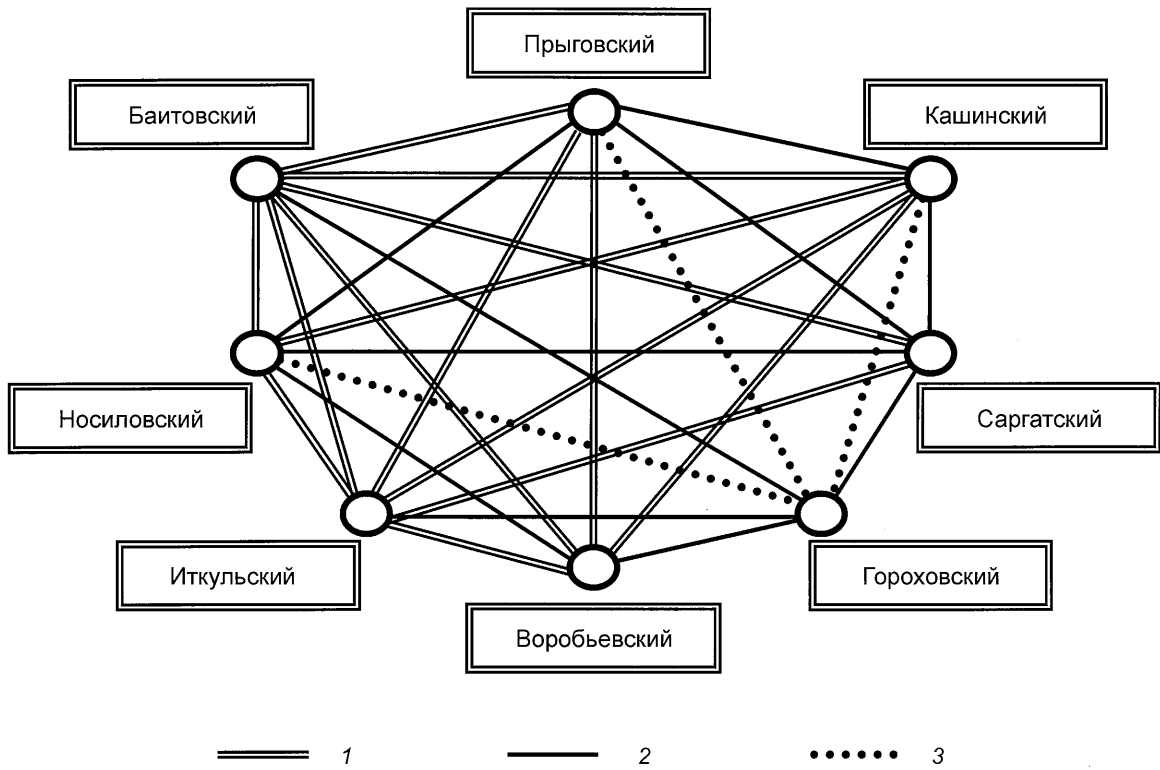 Прыговский
Баитовский
Кашинский
Носиловский
Саргатский
Иткульский
Гороховский
Воробьевский
1
2
3